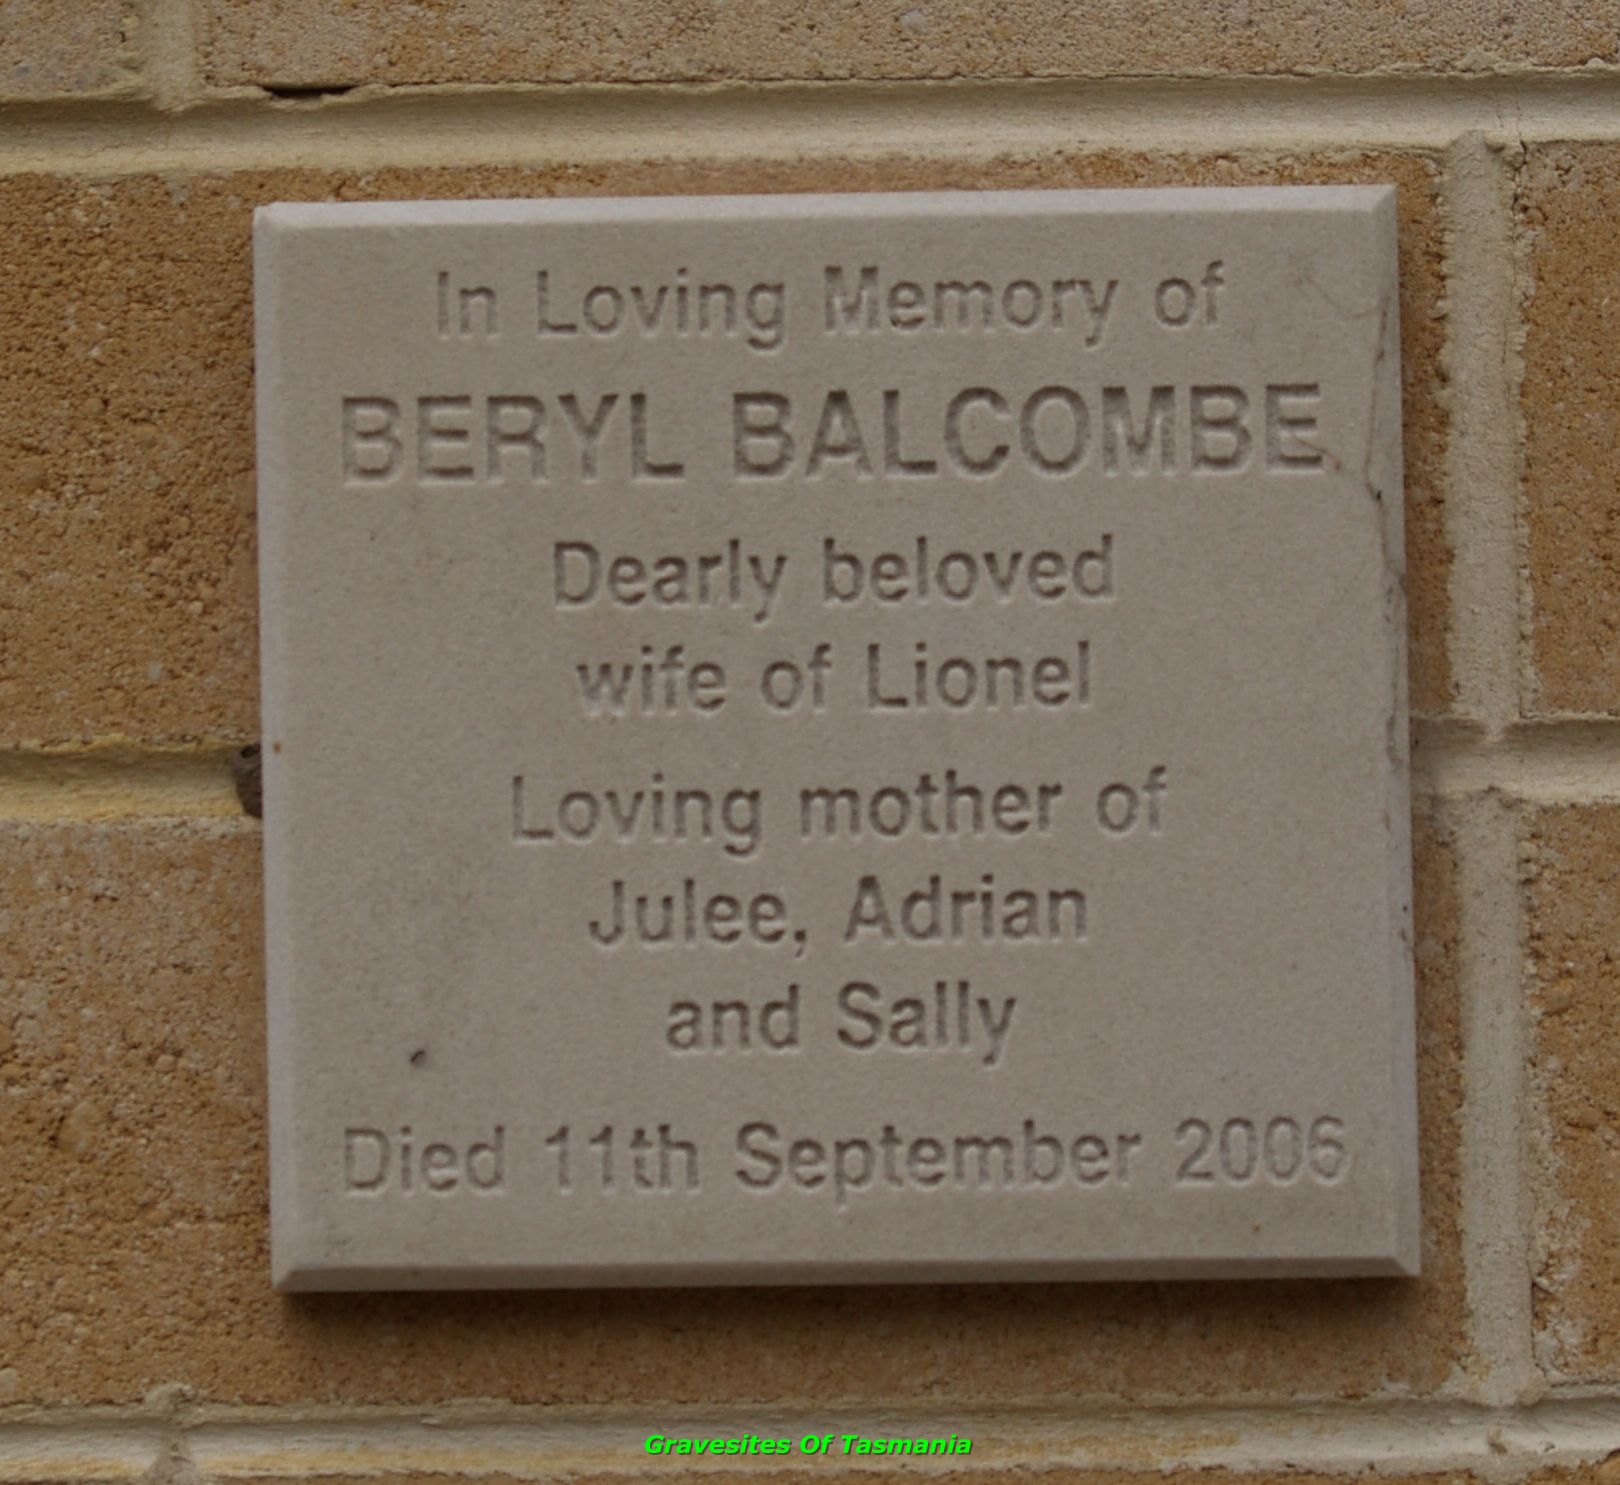 In Loving Memory of
BERYL BALCOMBE
Dearly beloved
wife of Lionel
Loving mother of
Julee, Adrian
and Sally
Died 11th September 2006
Gravesites Of Tasmania